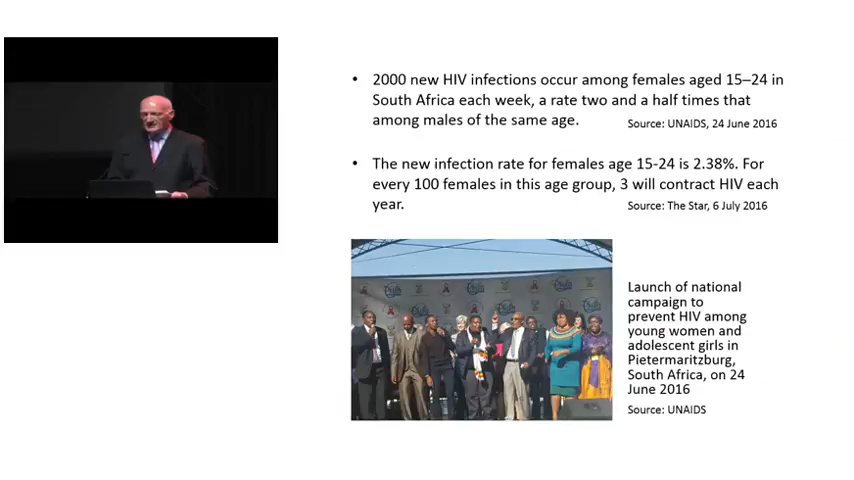 • 2000 new HIV infections occur among females aged 15–24 in
South Africa each week, a rate two and a half times that
among males of the same age.
Source: UNAIDS, 24 June 2016
• The new infection rate for females age 15-24 is 2.38%. For
every 100 females in this age group, 3 will contract HIV each
year.
Source: The Star, 6 July 2016
Launch of national
campaign to
prevent HIV among
young women and
adolescent girls in
Pietermaritzburg,
South Africa, on 24
June 2016
Source: UNAIDS